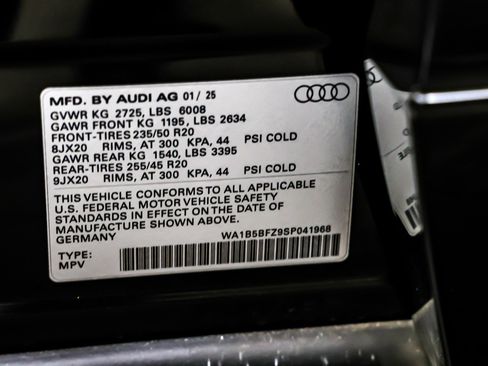 MFD. BY AUDI AG 01/ 25
GVWR KG 2725, LBS 6008
GAWR FRONT KG 1195, LBS 2634
FRONT-TIRES 235/50 R20
8JX20 RIMS, AT 300 KPA, 44 PSI COLD
GAWR REAR KG 1540, LBS 3395
REAR-TIRES 255/45 R20
9JX20 RIMS, AT 300 KPA, 44 PSI COLD
THIS VEHICLE CONFORMS TO ALL APPLICABLE
U.S. FEDERAL MOTOR VEHICLE SAFETY
STANDARDS IN EFFECT ON THE DATE OF
MANUFACTURE SHOWN ABOVE.
GERMANY WA1B5BFZ9SP041968
TYPE:
MPV